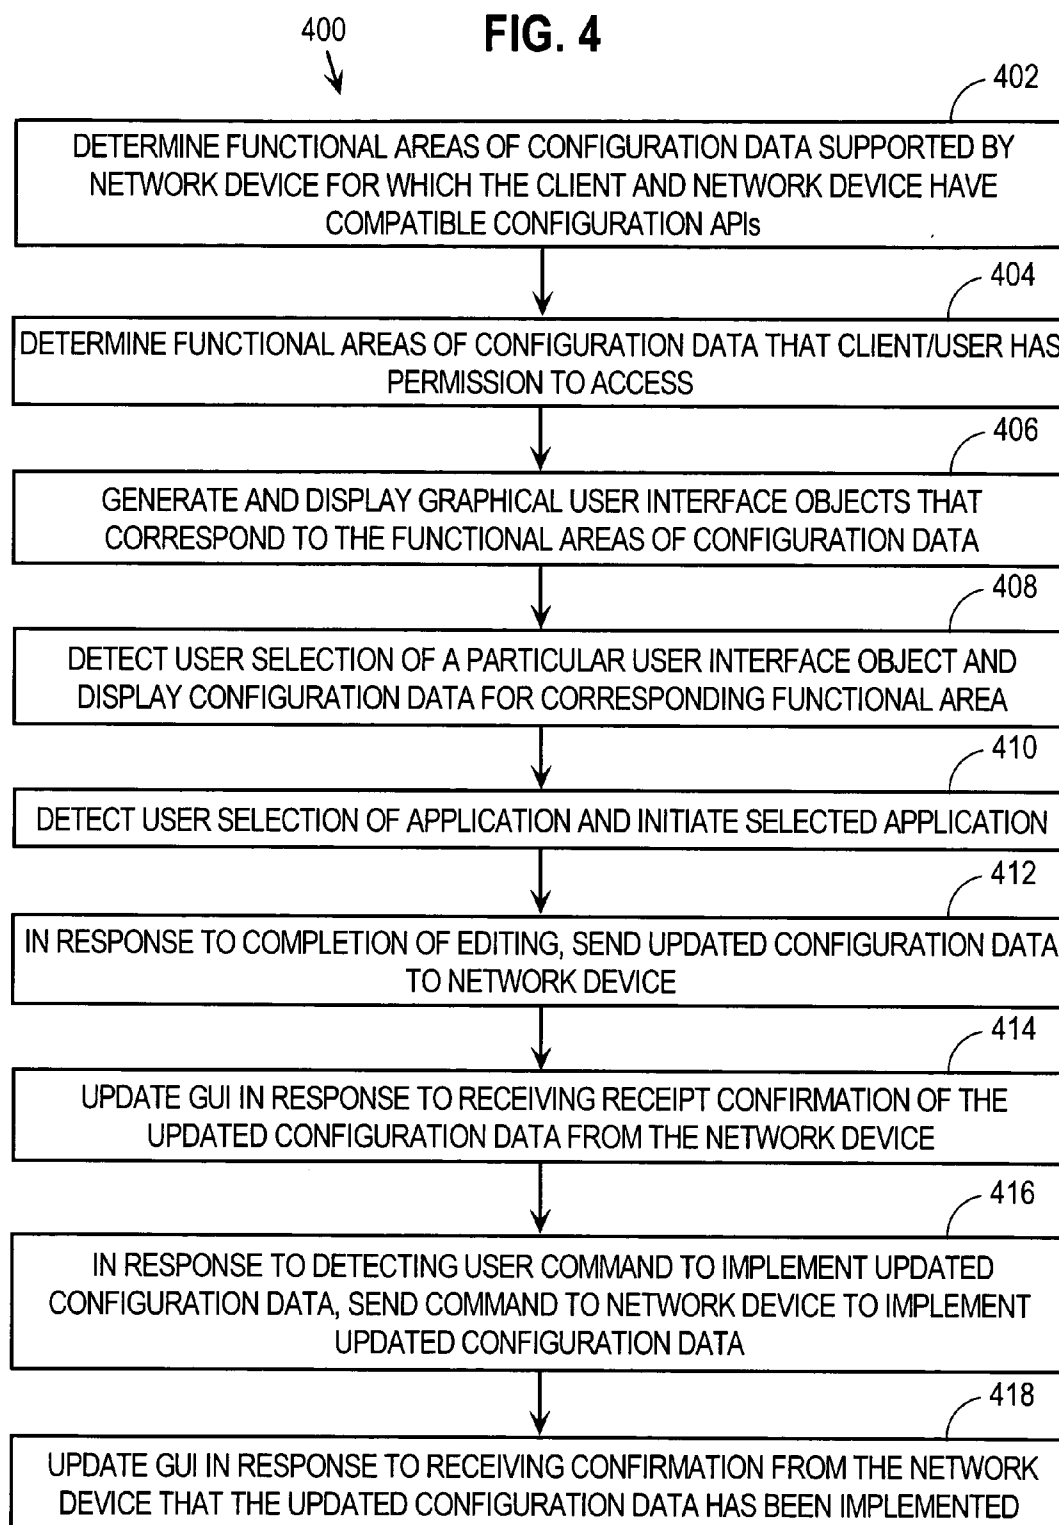 400
FIG. 4
402
DETERMINE FUNCTIONAL AREAS OF CONFIGURATION DATA SUPPORTED BY
NETWORK DEVICE FOR WHICH THE CLIENT AND NETWORK DEVICE HAVE
COMPATIBLE CONFIGURATION APIs
404
DETERMINE FUNCTIONAL AREAS OF CONFIGURATION DATA THAT CLIENT/USER HAS
PERMISSION TO ACCESS
406
GENERATE AND DISPLAY GRAPHICAL USER INTERFACE OBJECTS THAT
CORRESPOND TO THE FUNCTIONAL AREAS OF CONFIGURATION DATA
408
DETECT USER SELECTION OF A PARTICULAR USER INTERFACE OBJECT AND
DISPLAY CONFIGURATION DATA FOR CORRESPONDING FUNCTIONAL AREA
410
DETECT USER SELECTION OF APPLICATION AND INITIATE SELECTED APPLICATION
412
IN RESPONSE TO COMPLETION OF EDITING, SEND UPDATED CONFIGURATION DATA
TO NETWORK DEVICE
414
UPDATE GUI IN RESPONSE TO RECEIVING RECEIPT CONFIRMATION OF THE
UPDATED CONFIGURATION DATA FROM THE NETWORK DEVICE
416
IN RESPONSE TO DETECTING USER COMMAND TO IMPLEMENT UPDATED
CONFIGURATION DATA, SEND COMMAND TO NETWORK DEVICE TO IMPLEMENT
UPDATED CONFIGURATION DATA
418
UPDATE GUI IN RESPONSE TO RECEIVING CONFIRMATION FROM THE NETWORK
DEVICE THAT THE UPDATED CONFIGURATION DATA HAS BEEN IMPLEMENTED